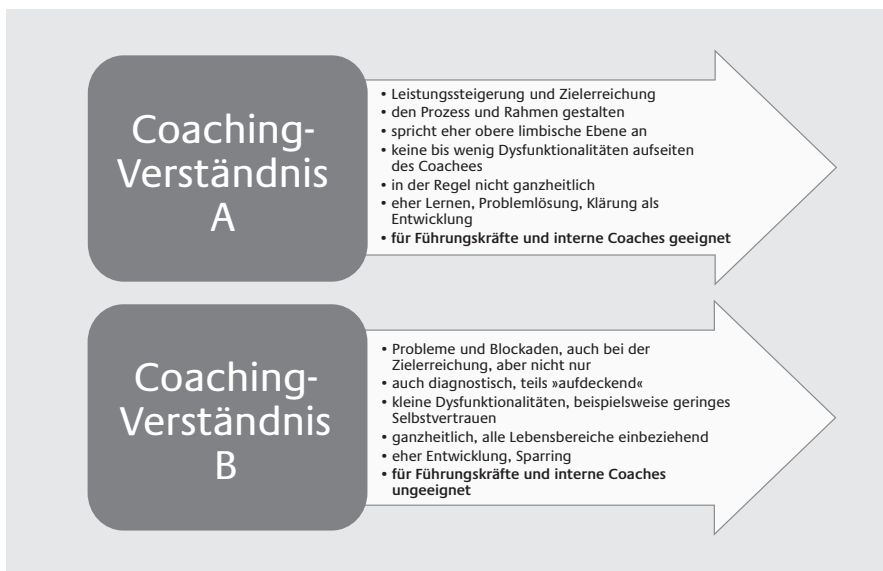 Coaching-
Verständnis
A
• Leistungssteigerung und Zielerreichung
• den Prozess und Rahmen gestalten
• spricht eher obere limbische Ebene an
• keine bis wenig Dysfunktionalitäten aufseiten
des Coachees
• in der Regel nicht ganzheitlich
• eher Lernen, Problemlösung, Klärung als
Entwicklung
• für Führungskräfte und interne Coaches geeignet
Coaching-
Verständnis
B
• Probleme und Blockaden, auch bei der
Zielerreichung, aber nicht nur
• auch diagnostisch, teils »aufdeckend«
• kleine Dysfunktionalitäten, beispielsweise geringes
Selbstvertrauen
• ganzheitlich, alle Lebensbereiche einbeziehend
• eher Entwicklung, Sparring
• für Führungskräfte und interne Coaches
ungeeignet